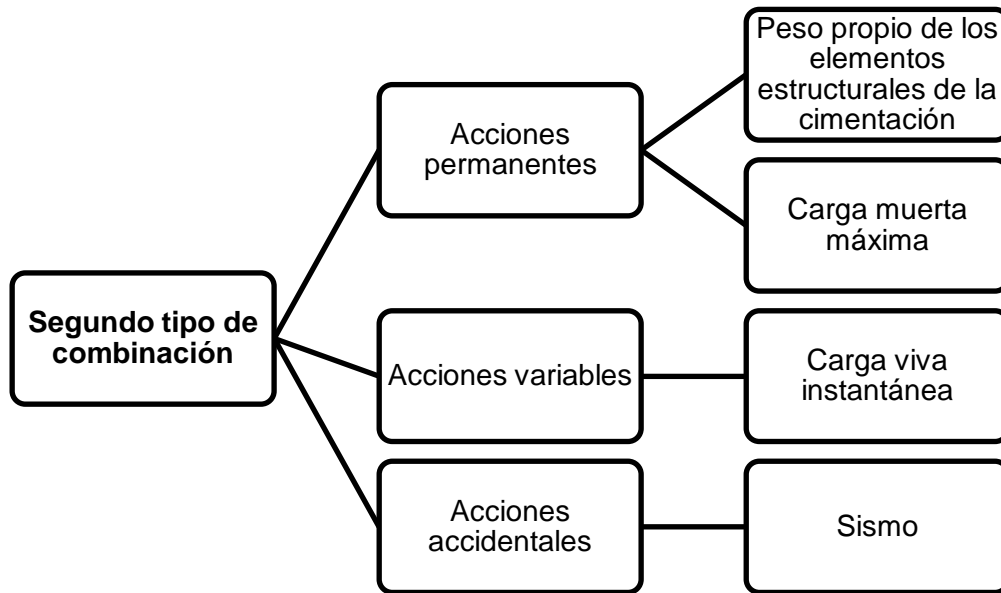 Segundo tipo de
combinación
Acciones
permanentes
Peso propio de los
elementos
estructurales de la
cimentación
Carga muerta
máxima
Acciones variables
Carga viva
instantánea
Acciones
accidentales
Sismo